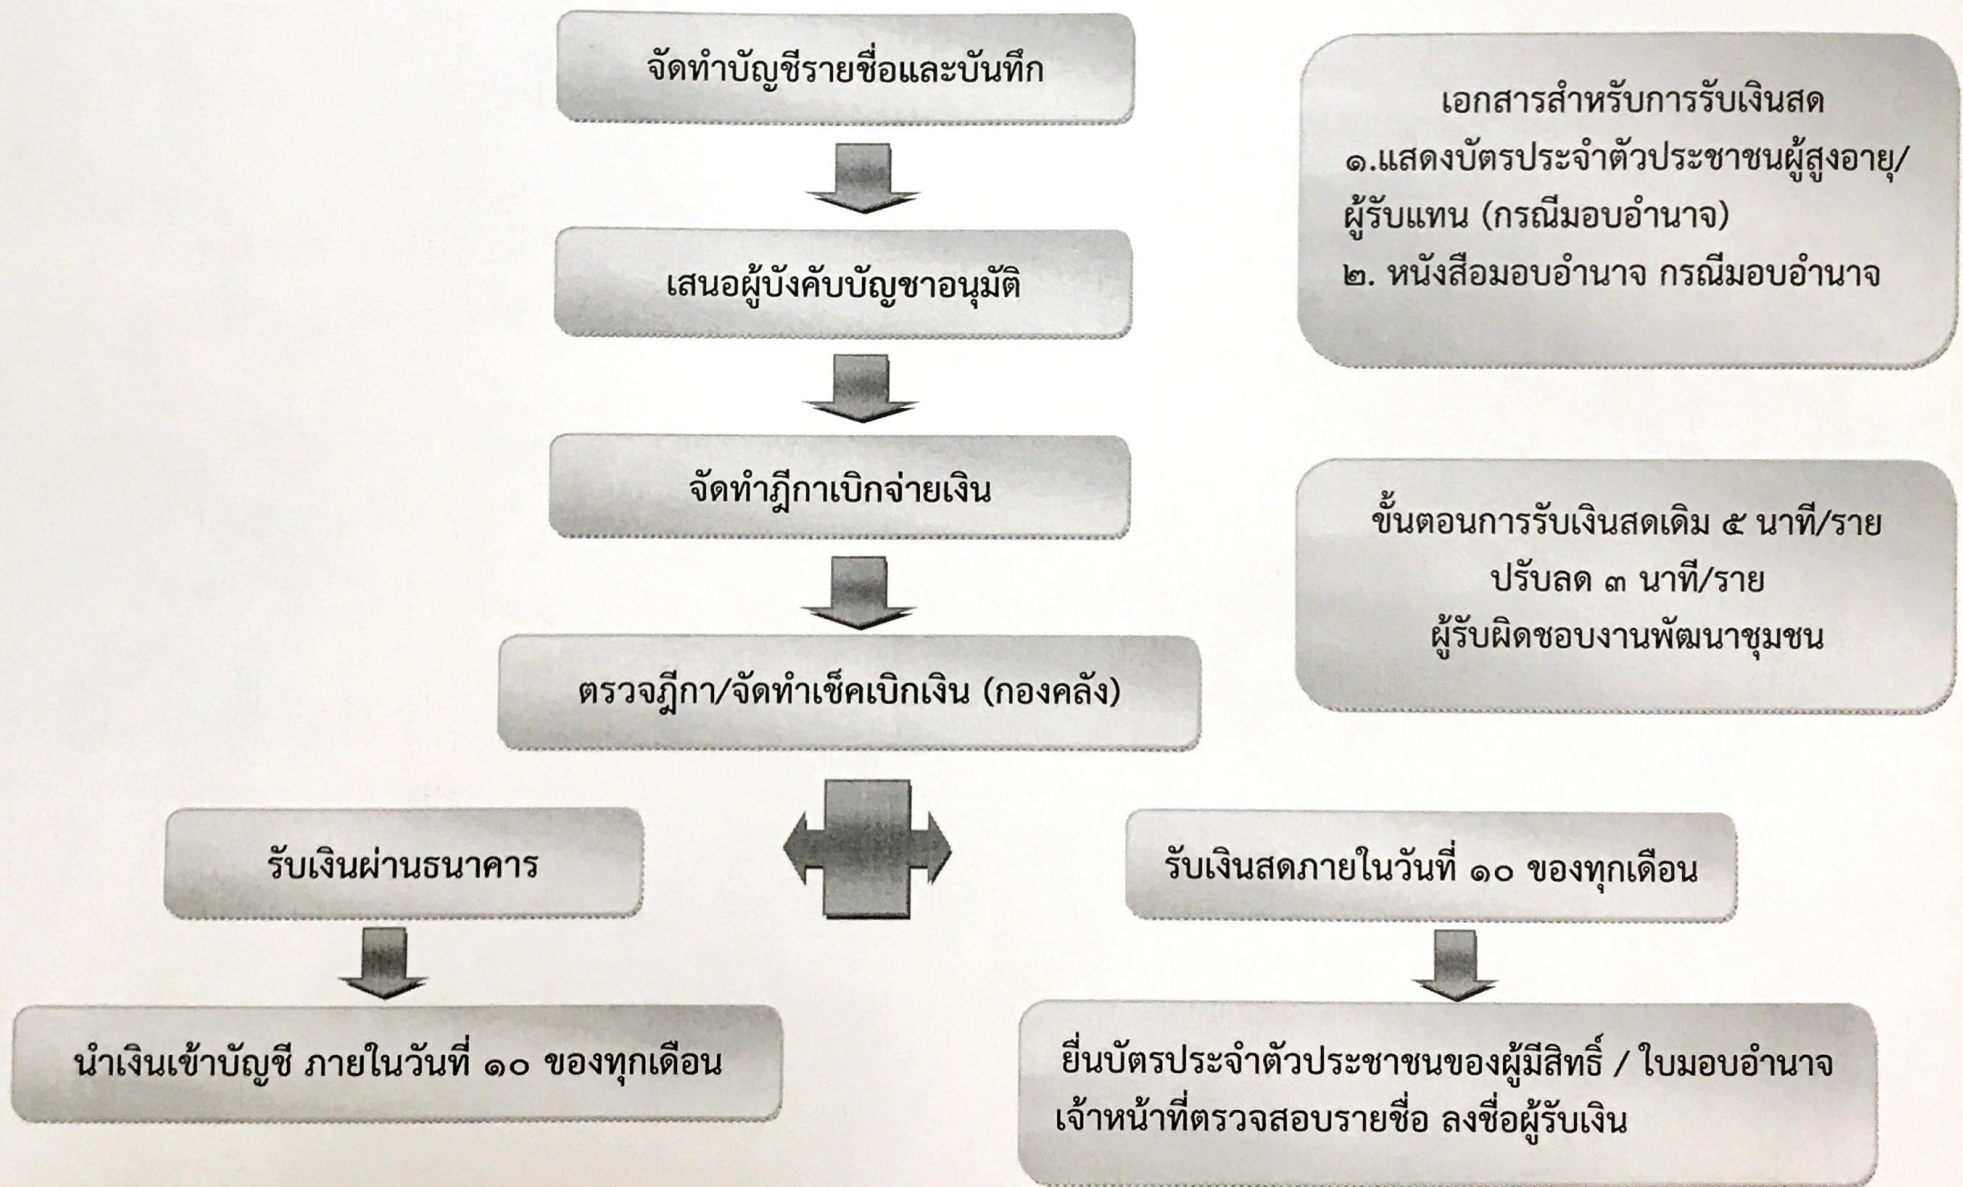 จัดทำบัญชีรายชื่อและบันทึก
เสนอผู้บังคับบัญชาอนุมัติ
จัดทำฎีกาเบิกจ่ายเงิน
ตรวจฎีกา/จัดทำเช็คเบิกเงิน (กองคลัง)
รับเงินผ่านธนาคาร
นำเงินเข้าบัญชี ภายในวันที่ ๑๐ ของทุกเดือน
รับเงินสดภายในวันที่ ๑๐ ของทุกเดือน
ยื่นบัตรประจำตัวประชาชนของผู้มีสิทธิ์ / ใบมอบอำนาจ
เจ้าหน้าที่ตรวจสอบรายชื่อ ลงชื่อผู้รับเงิน
เอกสารสำหรับการรับเงินสด
๑.แสดงบัตรประจำตัวประชาชนผู้สูงอายุ/
ผู้รับแทน (กรณีมอบอำนาจ)
๒. หนังสือมอบอำนาจ กรณีมอบอำนาจ
ขั้นตอนการรับเงินสดเดิม ๕ นาที/ราย
ปรับลด ๓ นาที/ราย
ผู้รับผิดชอบงานพัฒนาชุมชน